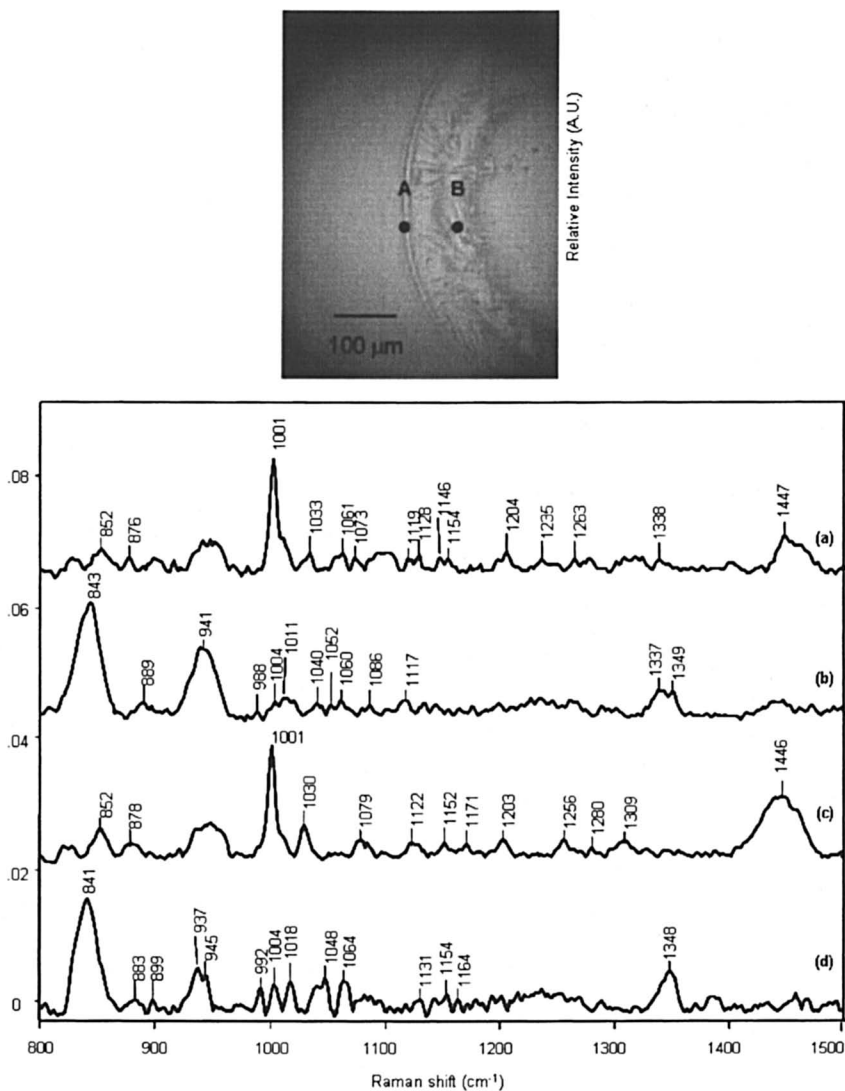 A B
100 µm
Relative Intensity (A.U.)
.08
.06
.04
.02
0
852 876 1001 1033 1061 1073 1119 1128 1146 1154 1204 1235 1263 1338 1447 (a)
843 889 941 988 1004 1011 1040 1052 1060 1086 1117 1337 1349 (b)
852 878 1001 1030 1079 1122 1152 1171 1203 1256 1280 1309 1446 (c)
841 883 899 937 945 992 1004 1018 1048 1064 1131 1154 1164 1348 (d)
800 900 1000 1100 1200 1300 1400 1500
Raman shift (cm⁻¹)